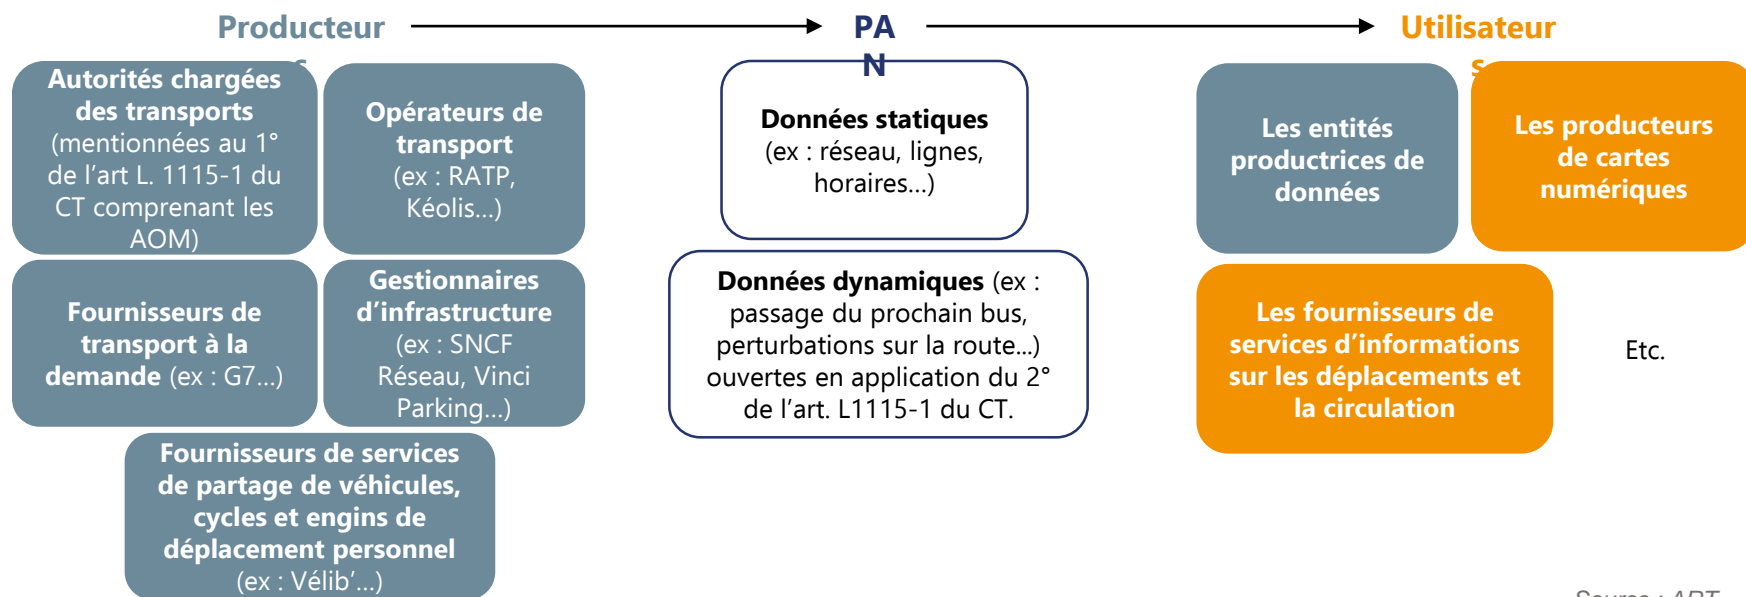 Producteur
s
PA
N
Utilisateur
s
Autorités chargées
des transports
(mentionnées au 1°
de l’art L. 1115-1 du
CT comprenant les
AOM)
Opérateurs de
transport
(ex : RATP,
Kéolis…)
Fournisseurs de
transport à la
demande (ex : G7…)
Gestionnaires
d’infrastructure
(ex : SNCF
Réseau, Vinci
Parking…)
Fournisseurs de services
de partage de véhicules,
cycles et engins de
déplacement personnel
(ex : Vélib’…)
Données statiques
(ex : réseau, lignes,
horaires…)
Données dynamiques (ex :
passage du prochain bus,
perturbations sur la route...)
ouvertes en application du 2°
de l’art. L1115-1 du CT.
Les entités
productrices de
données
Les producteurs
de cartes
numériques
Les fournisseurs de
services d’informations
sur les déplacements et
la circulation
Etc.
Source : ART